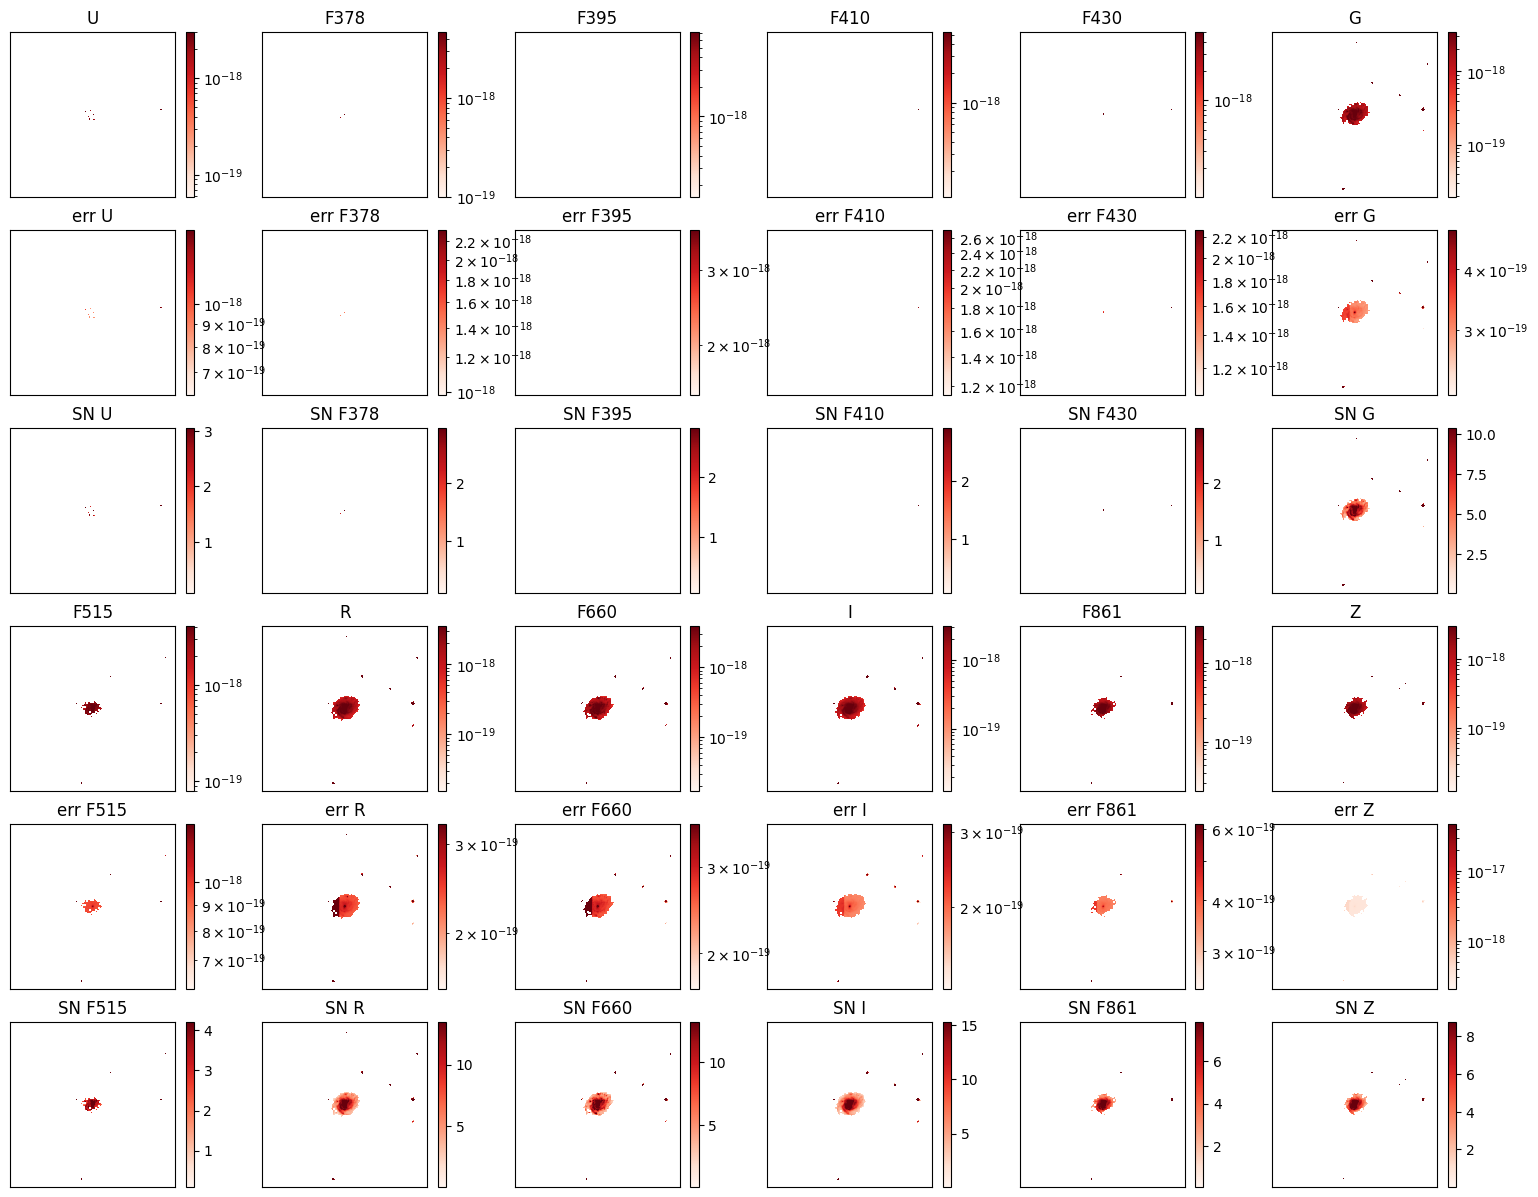 U F378 F395 F410 F430 G
10⁻¹⁸ 10⁻¹⁸ 10⁻¹⁸ 10⁻¹⁸ 10⁻¹⁸ 10⁻¹⁸
10⁻¹⁹ 10⁻¹⁹ 10⁻¹⁹
err U err F378 err F395 err F410 err F430 err G
10⁻¹⁸ 9×10⁻¹⁹ 8×10⁻¹⁹ 7×10⁻¹⁹
2.2×10⁻¹⁸ 2×10⁻¹⁸ 1.8×10⁻¹⁸ 1.6×10⁻¹⁸ 1.4×10⁻¹⁸ 1.2×10⁻¹⁸ 10⁻¹⁸
3×10⁻¹⁸ 2×10⁻¹⁸
2.6×10⁻¹⁸ 2.4×10⁻¹⁸ 2.2×10⁻¹⁸ 2×10⁻¹⁸ 1.8×10⁻¹⁸ 1.6×10⁻¹⁸ 1.4×10⁻¹⁸ 1.2×10⁻¹⁸
2.2×10⁻¹⁸ 2×10⁻¹⁸ 1.8×10⁻¹⁸ 1.6×10⁻¹⁸ 1.4×10⁻¹⁸ 1.2×10⁻¹⁸
4×10⁻¹⁹ 3×10⁻¹⁹
SN U SN F378 SN F395 SN F410 SN F430 SN G
3 2 1
2 1
2 1
2 1
2 1
10.0 7.5 5.0 2.5
F515 R F660 I F861 Z
10⁻¹⁸ 10⁻¹⁸ 10⁻¹⁸ 10⁻¹⁸ 10⁻¹⁸ 10⁻¹⁸
10⁻¹⁹ 10⁻¹⁹ 10⁻¹⁹ 10⁻¹⁹ 10⁻¹⁹ 10⁻¹⁹
err F515 err R err F660 err I err F861 err Z
10⁻¹⁸ 9×10⁻¹⁹ 8×10⁻¹⁹ 7×10⁻¹⁹
3×10⁻¹⁹ 2×10⁻¹⁹
3×10⁻¹⁹ 2×10⁻¹⁹
3×10⁻¹⁹ 2×10⁻¹⁹
6×10⁻¹⁹ 4×10⁻¹⁹ 3×10⁻¹⁹
10⁻¹⁷ 10⁻¹⁸
SN F515 SN R SN F660 SN I SN F861 SN Z
4 3 2 1
10 5
10 5
15 10 5
6 4 2
8 6 4 2